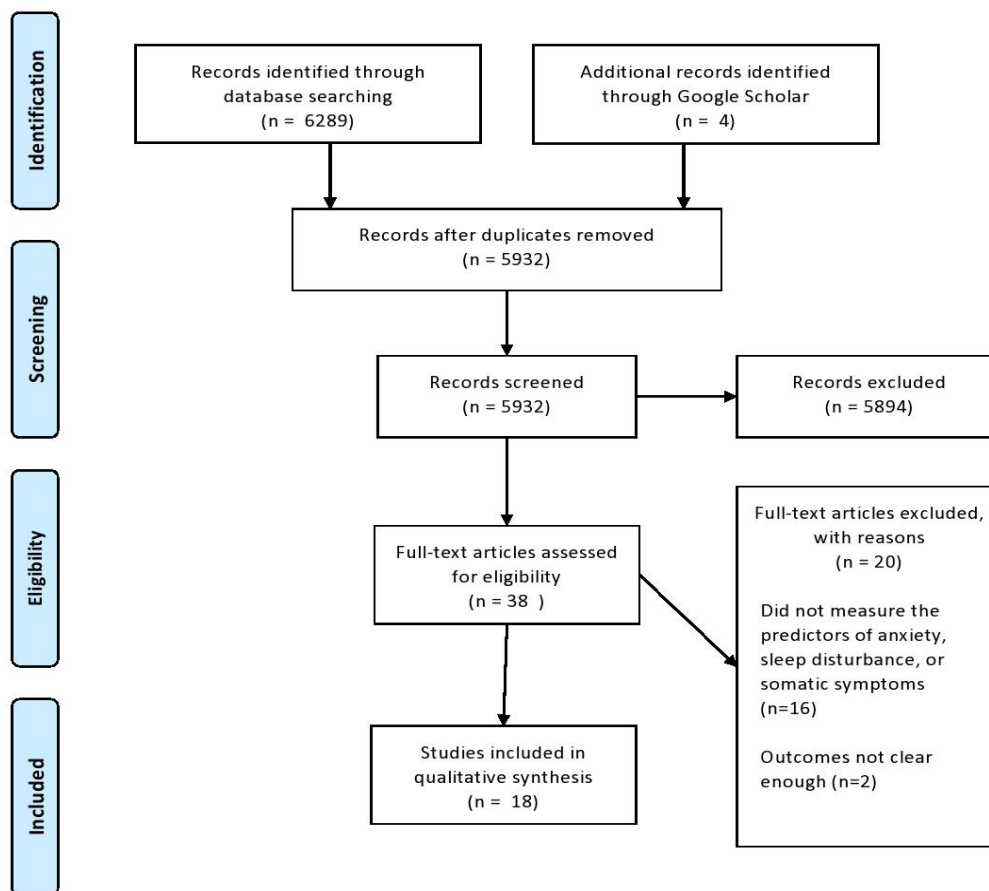 Identification
Records identified through
database searching
(n = 6289)
Additional records identified
through Google Scholar
(n = 4)
Records after duplicates removed
(n = 5932)
Screening
Records screened
(n = 5932)
Records excluded
(n = 5894)
Eligibility
Full-text articles assessed
for eligibility
(n = 38 )
Full-text articles excluded,
with reasons
(n = 20)
Did not measure the
predictors of anxiety,
sleep disturbance, or
somatic symptoms
(n=16)
Outcomes not clear
enough (n=2)
Included
Studies included in
qualitative synthesis
(n = 18)